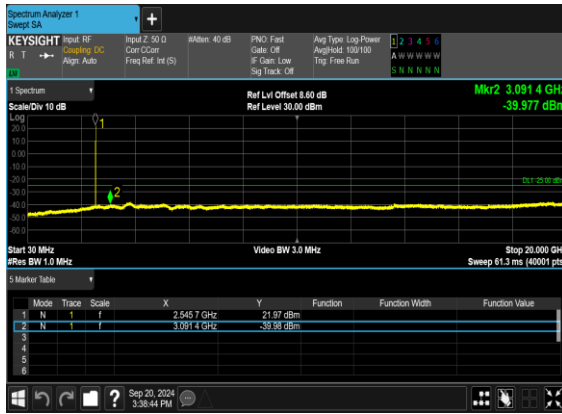 Spectrum Analyzer 1
Swept SA
+
KEYSIGHT Input: RF Input Z: 50 Ω #Atten: 40 dB PNO: Fast Avg Type: Log-Power 1 2 3 4 5 6
R T Coupling: DC Corr CCorr Gate: Off Avg|Hold: 100/100 A W W W W W
Align: Auto Freq Ref: Int (S) IF Gain: Low Trig: Free Run
Sig Track: Off S N N N N N
1 Spectrum Ref Lvl Offset 8.60 dB Mkr2 3.091 4 GHz
Scale/Div 10 dB Ref Level 30.00 dBm -39.977 dBm
Log
20.0
10.0
0.00
-10.0
-20.0
-30.0
-40.0
-50.0
-60.0
1
2
DL1 -25.00 dBm
Start 30 MHz Video BW 3.0 MHz Stop 20.000 GHz
#Res BW 1.0 MHz Sweep 61.3 ms (40001 pts)
5 Marker Table
Mode Trace Scale X Y Function Function Width Function Value
1 N 1 f 2.545 7 GHz 21.97 dBm
2 N 1 f 3.091 4 GHz -39.98 dBm
3
4
5
6
? Sep 20, 2024
3:38:44 PM